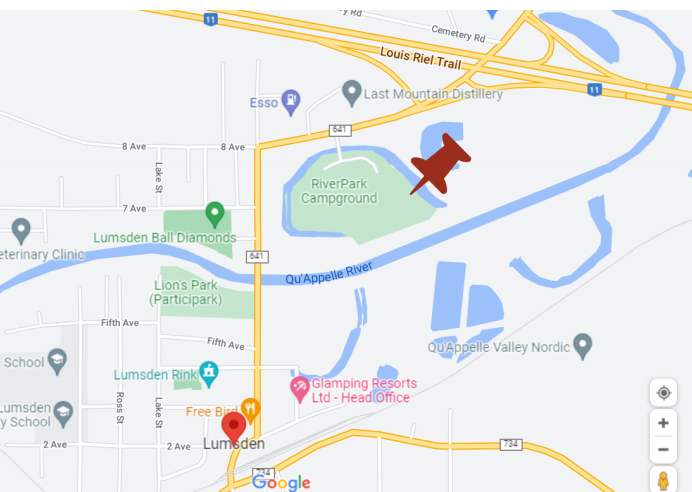 11
Cemetery Rd
Louis Riel Trail
11
Esso
Last Mountain Distillery
641
8 Ave
8 Ave
Lake St
RiverPark
Campground
7 Ave
Lumsden Ball Diamonds
Clinic
641
Qu'Appelle River
Lion's Park
(Participark)
Fifth Ave
Fifth Ave
Qu'Appelle Valley Nordic
School
Lumsden Rink
Glamping Resorts
Ltd - Head Office
Ross St
Lake St
Free Bird
Lumsden
School
2 Ave
2 Ave
Lumsden
734
734
Google